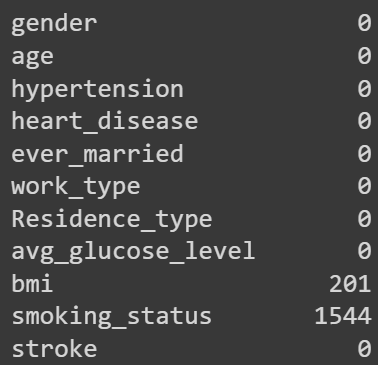 gender 0
age 0
hypertension 0
heart_disease 0
ever_married 0
work_type 0
Residence_type 0
avg_glucose_level 0
bmi 201
smoking_status 1544
stroke 0